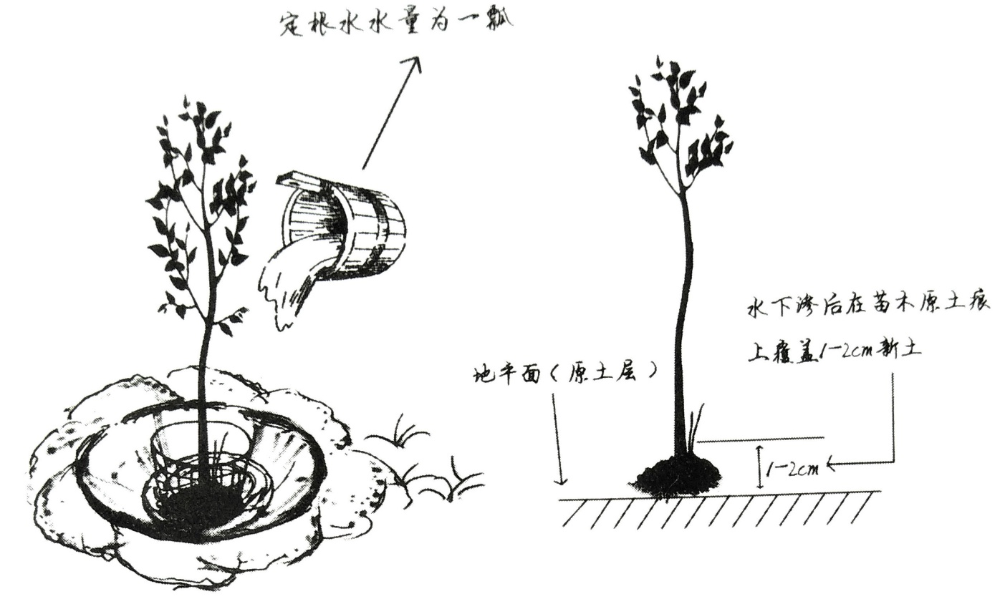 定根水水量为一瓢
水下渗后在苗木原土痕
上覆盖1-2cm新土
地平面(原土层)
1-2cm